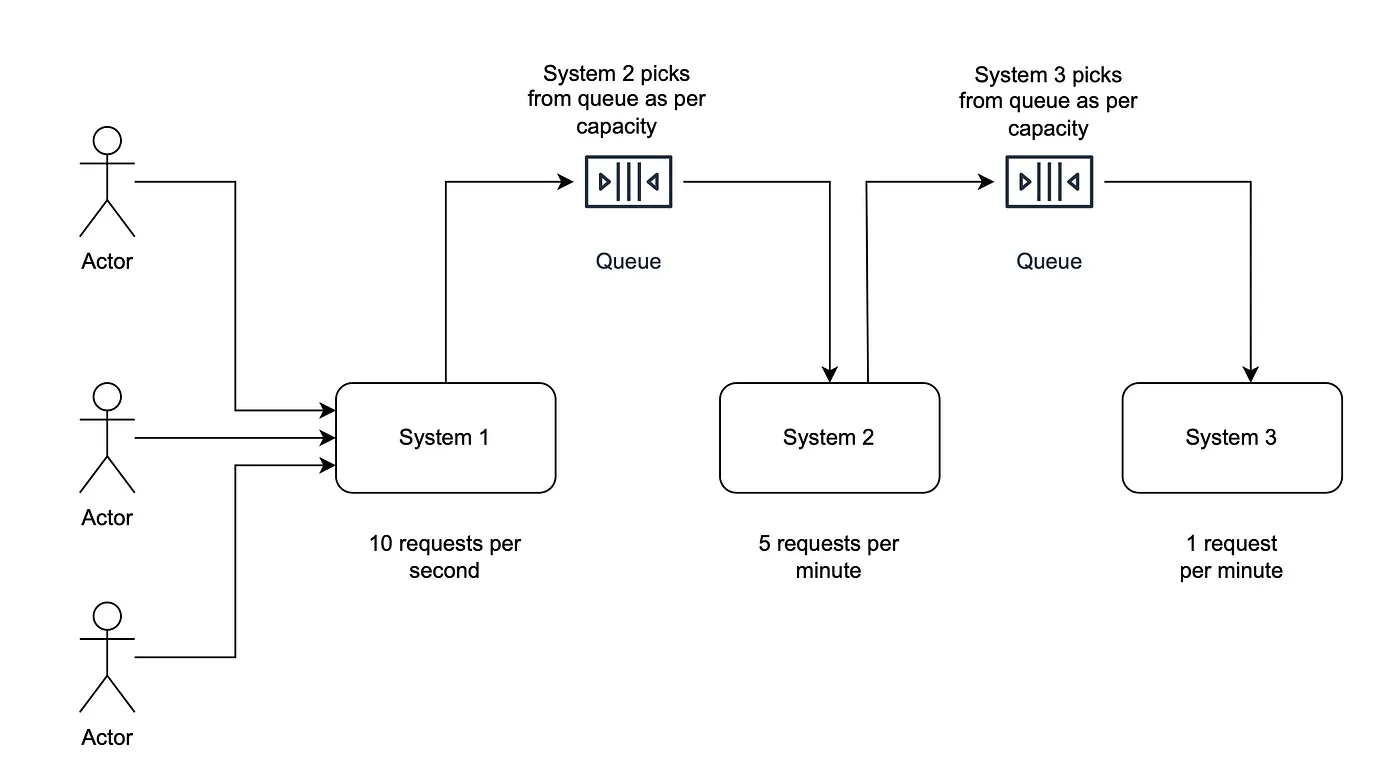 System 2 picks
from queue as per
capacity
System 3 picks
from queue as per
capacity
Actor
Queue
Queue
System 1
System 2
System 3
Actor
10 requests per
second
5 requests per
minute
1 request
per minute
Actor